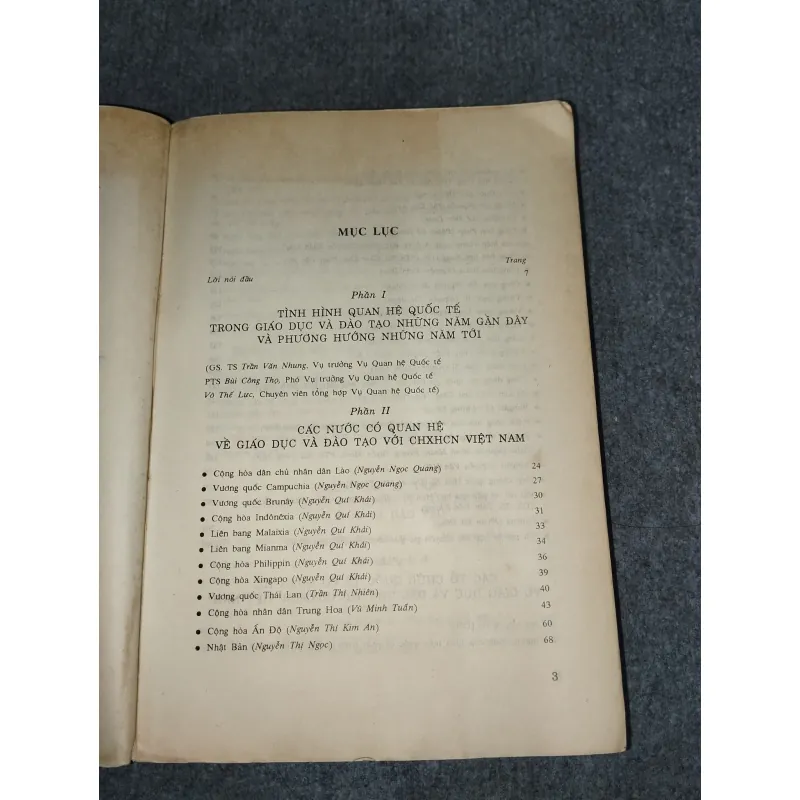 MỤC LỤC
Trang
Lời nói đầu 7
Phần I
TÌNH HÌNH QUAN HỆ QUỐC TẾ
TRONG GIÁO DỤC VÀ ĐÀO TẠO NHỮNG NĂM GẦN ĐÂY
VÀ PHƯƠNG HƯỚNG NHỮNG NĂM TỚI
(GS. TS Trần Văn Nhung, Vụ trưởng Vụ Quan hệ Quốc tế
PTS Bùi Công Thọ, Phó Vụ trưởng Vụ Quan hệ Quốc tế
Võ Thế Lực, Chuyên viên tổng hợp Vụ Quan hệ Quốc tế)
Phần II
CÁC NƯỚC CÓ QUAN HỆ
VỀ GIÁO DỤC VÀ ĐÀO TẠO VỚI CHXHCN VIỆT NAM
• Cộng hòa dân chủ nhân dân Lào (Nguyễn Ngọc Quang) 24
• Vương quốc Campuchia (Nguyễn Ngọc Quang) 27
• Vương quốc Brunây (Nguyễn Quí Khải) 30
• Cộng hòa Inđônêxia (Nguyễn Quí Khải) 31
• Liên bang Malaixia (Nguyễn Quí Khải) 33
• Liên bang Mianma (Nguyễn Quí Khải) 34
• Cộng hòa Philippin (Nguyễn Quí Khải) 36
• Cộng hòa Xingapo (Nguyễn Quí Khải) 39
• Vương quốc Thái Lan (Trần Thị Nhiên) 40
• Cộng hòa nhân dân Trung Hoa (Vũ Minh Tuấn) 43
• Cộng hòa Ấn Độ (Nguyễn Thị Kim An) 60
• Nhật Bản (Nguyễn Thị Ngọc) 68
3